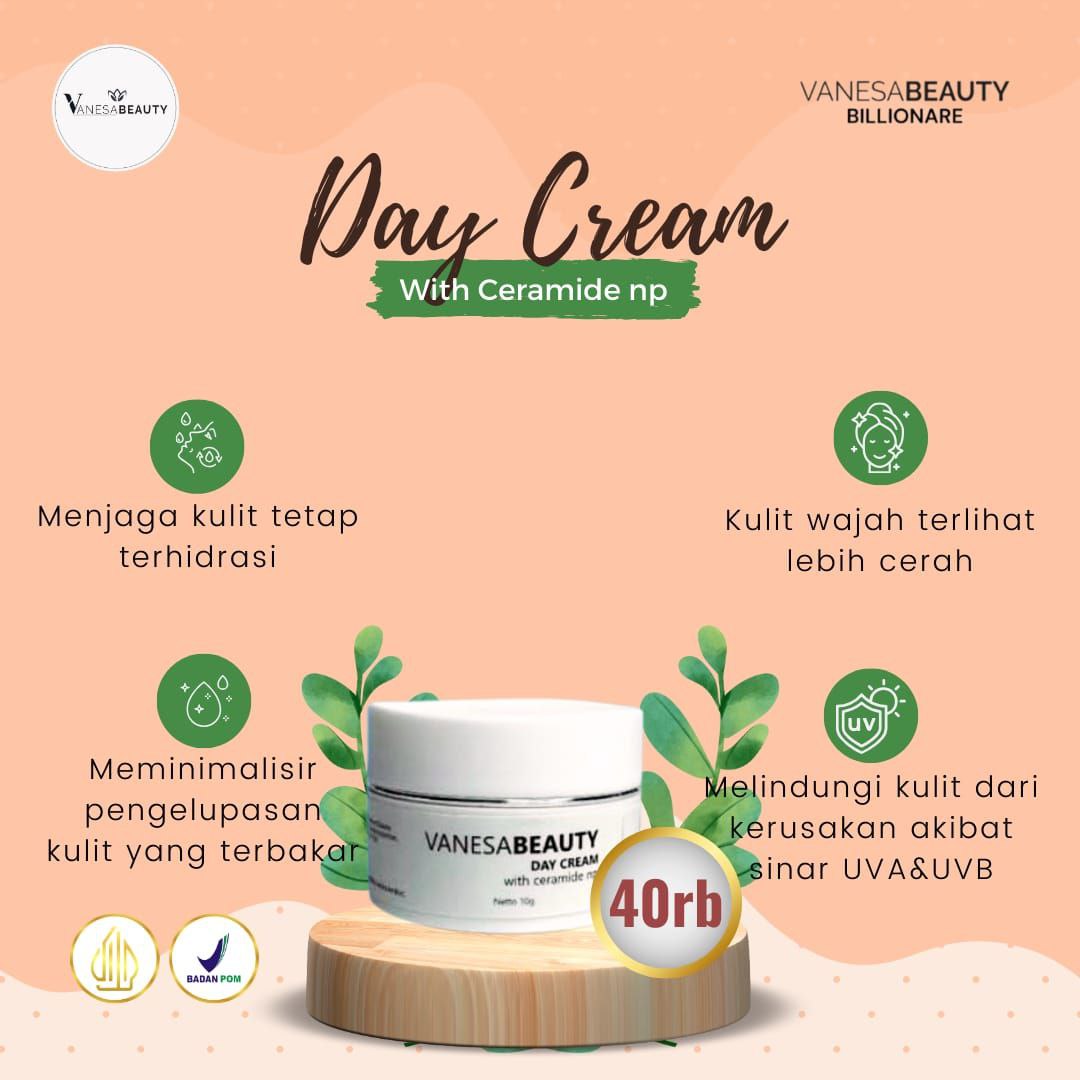 VANESABEAUTY
VANESABEAUTY
BILLIONARE
Day Cream
With Ceramide np
Menjaga kulit tetap
terhidrasi
Kulit wajah terlihat
lebih cerah
Meminimalisir
pengelupasan
kulit yang terbakar
uv
Melindungi kulit dari
kerusakan akibat
sinar UVA&UVB
VANESABEAUTY
DAY CREAM
with ceramide np
Netto 10g
40rb
BADAN POM